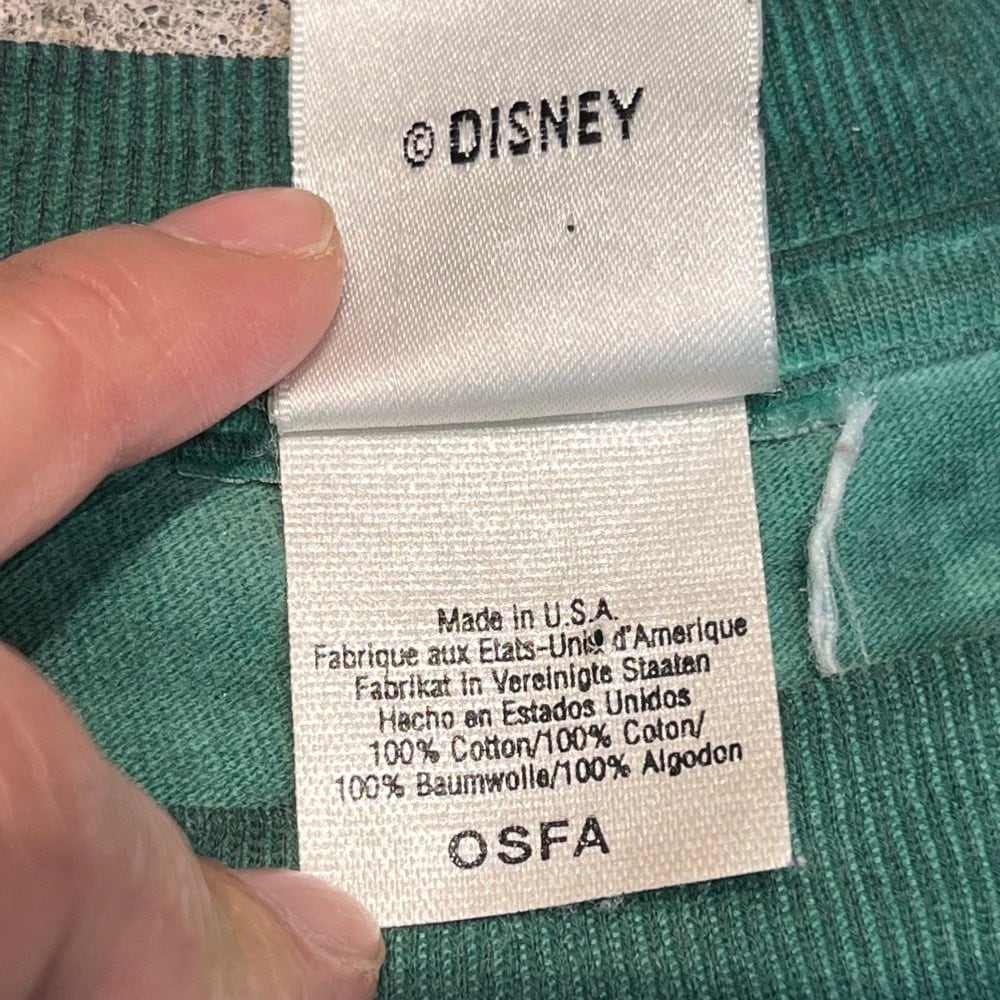 © DISNEY
Made in U.S.A.
Fabrique aux Etats-Unis d'Amerique
Fabrikat in Vereinigte Staaten
Hacho en Estados Unidos
100% Cotton/100% Coton/
100% Baumwolle/100% Algodon
OSFA